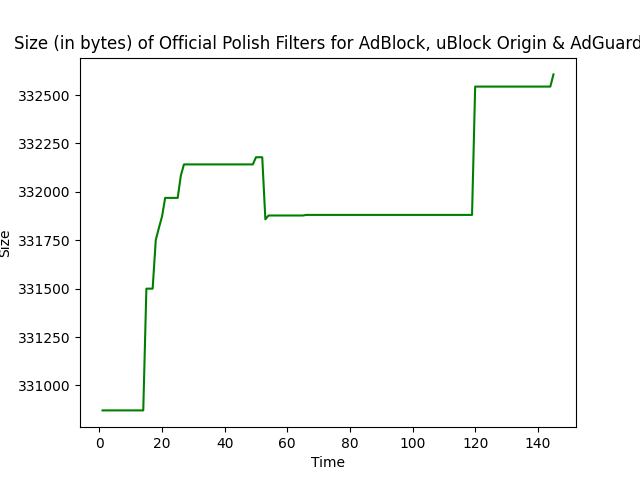 Size (in bytes) of Official Polish Filters for AdBlock, uBlock Origin & AdGuard
332500
332250
332000
331750
331500
331250
331000
Size
0 20 40 60 80 100 120 140
Time